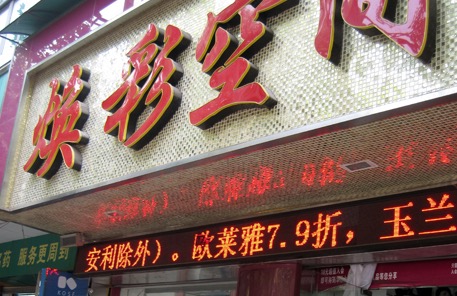 焕彩空间
安利除外）。欧莱雅7.9折，玉兰
药 服务更周到